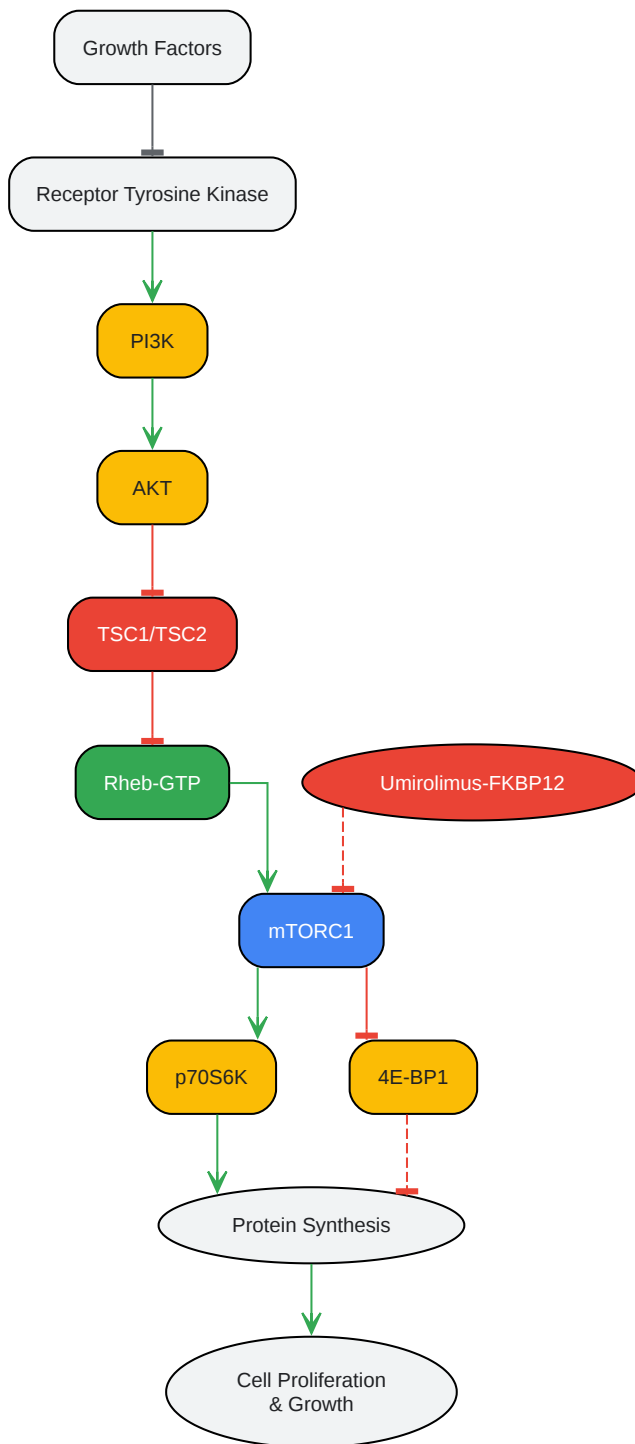 Growth Factors
Receptor Tyrosine Kinase
PI3K
AKT
TSC1/TSC2
Rheb-GTP
Umirolimus-FKBP12
mTORC1
p70S6K
4E-BP1
Protein Synthesis
Cell Proliferation
& Growth